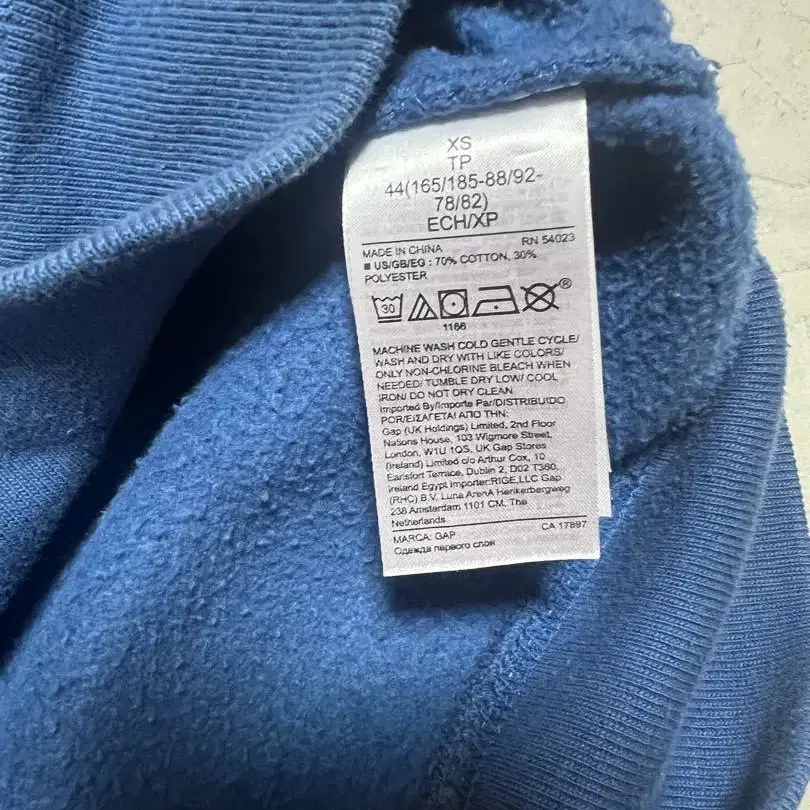 XS
TP
44(165/185-88/92-
78/82)
ECH/XP
MADE IN CHINA RN 54023
■ US/GB/EG : 70% COTTON, 30%
POLYESTER
30 ®
1166
MACHINE WASH COLD GENTLE CYCLE/
WASH AND DRY WITH LIKE COLORS/
ONLY NON-CHLORINE BLEACH WHEN
NEEDED/ TUMBLE DRY LOW/ COOL
IRON/ DO NOT DRY CLEAN
Imported By/Importe Par/DISTRIBUIDO
POR/ΕΙΣΑΓΕΤΑΙ ΑΠΟ ΤΗΝ:
Gap (UK Holdings) Limited, 2nd Floor
Nations House, 103 Wigmore Street,
London, W1U 1QS, UK Gap Stores
(Ireland) Limited c/o Arthur Cox, 10
Earlsfort Terrace, Dublin 2, D02 T380,
Ireland Egypt Importer:RIGE,LLC Gap
(RHC) B.V. Luna ArenA Herikerbergweg
238 Amsterdam 1101 CM, The
Netherlands
MARCA: GAP CA 17897
Одежда первого слоя